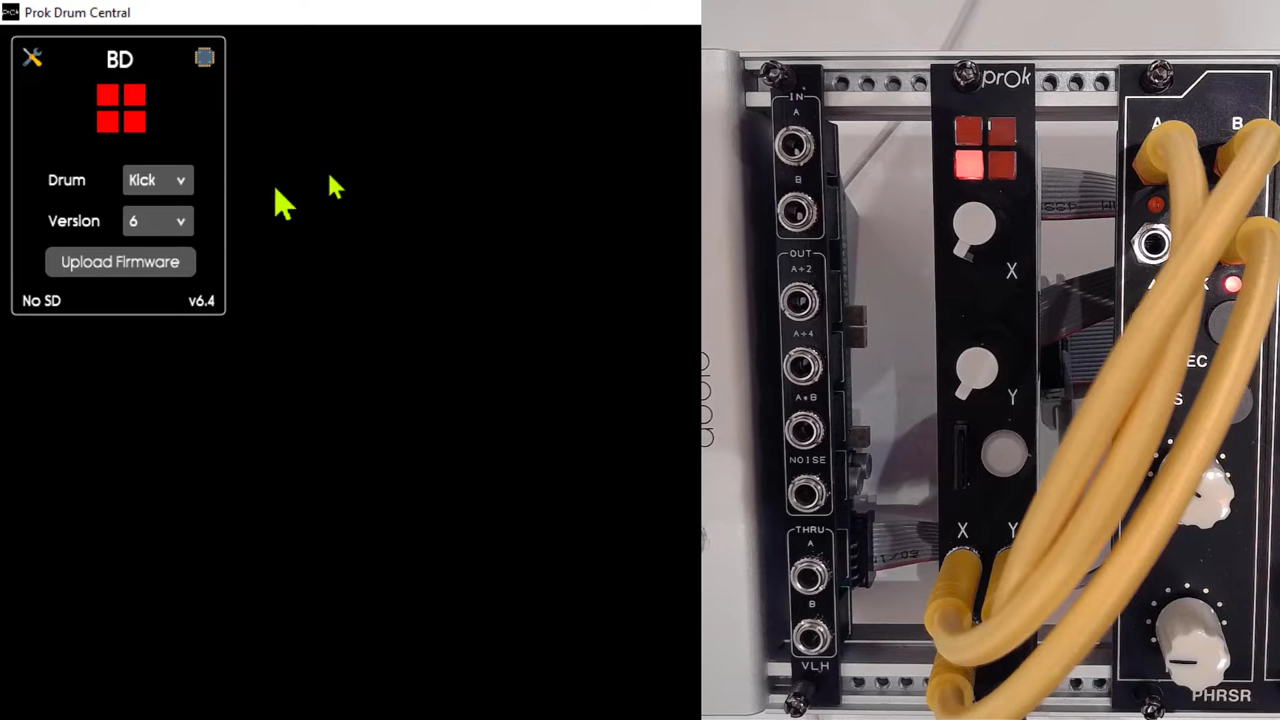 Prok Drum Central
BD
Drum
Kick
Version
6
Upload Firmware
No SD
v6.4
IN
A
B
OUT
A÷2
A÷4
A*B
NOISE
THRU
A
B
VLH
prok
X
Y
X
Y
A
B
EC
S
PHRSR